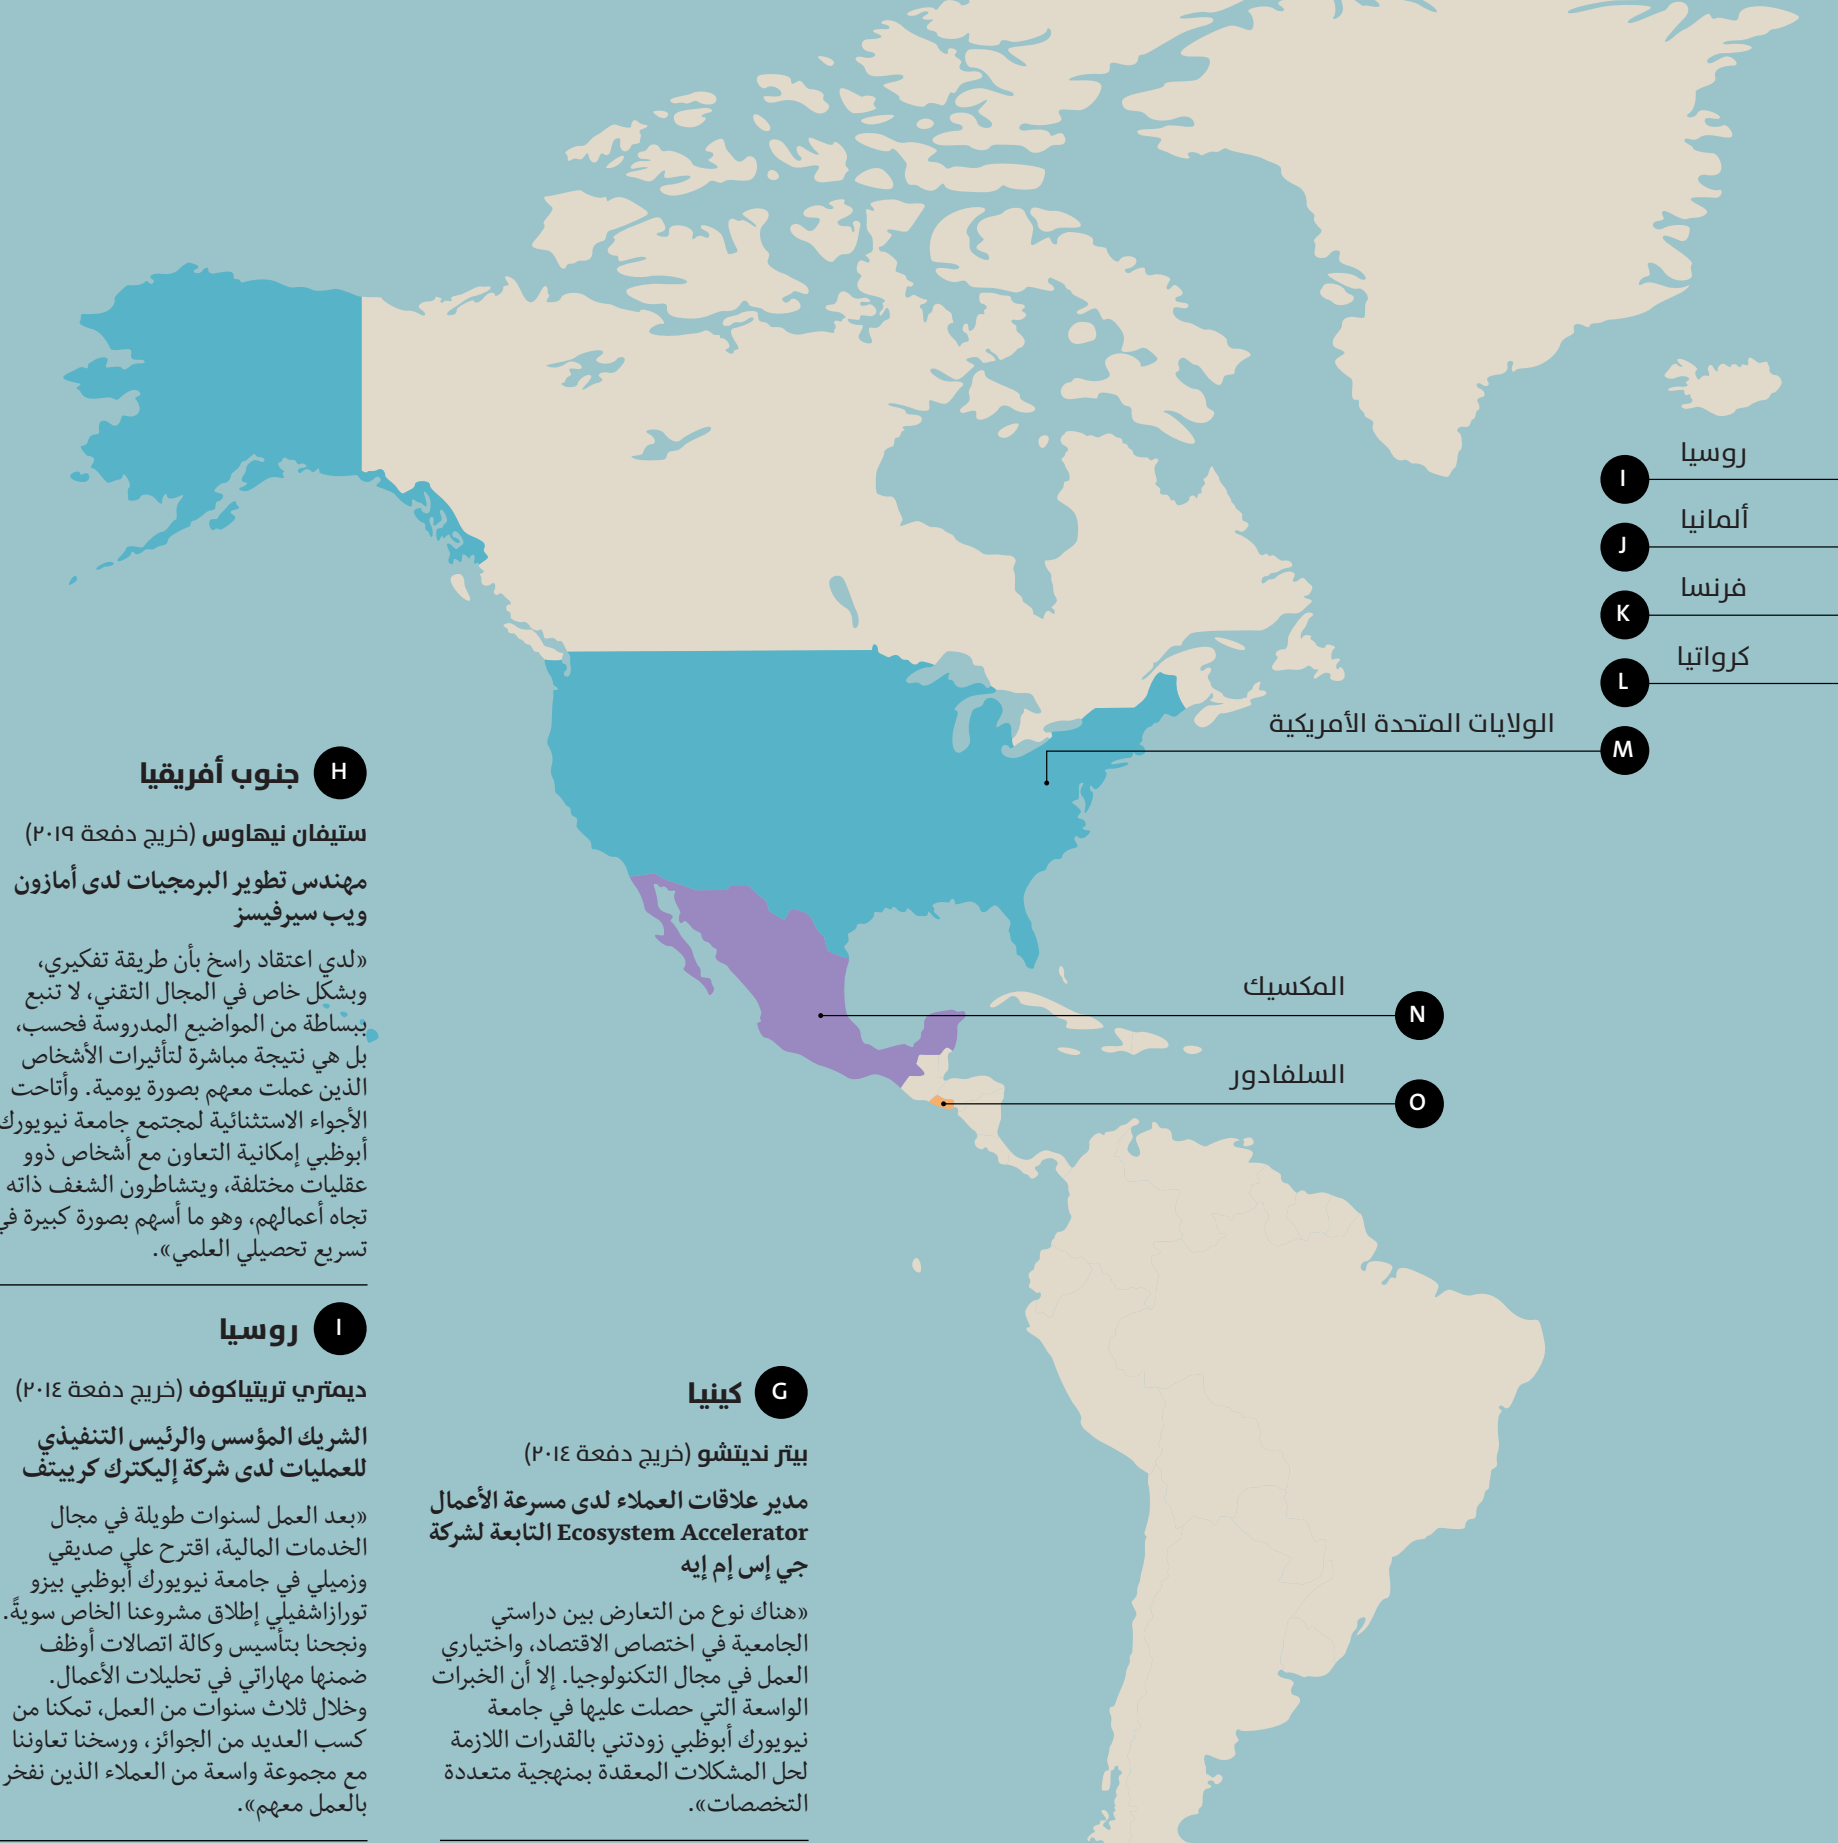 روسيا
I
ألمانيا
J
فرنسا
K
كرواتيا
L
الولايات المتحدة الأمريكية
M
المكسيك
N
السلفادور
O
G كينيا
بيتر نديتشو (خريج دفعة ٢٠١٤)
مدير علاقات العملاء لدى مسرعة الأعمال
Ecosystem Accelerator التابعة لشركة
جي إس إم إيه
«هناك نوع من التعارض بين دراستي
الجامعية في اختصاص الاقتصاد، واختياري
العمل في مجال التكنولوجيا. إلا أن الخبرات
الواسعة التي حصلت عليها في جامعة
نيويورك أبوظبي زودتني بالقدرات اللازمة
لحل المشكلات المعقدة بمنهجية متعددة
التخصصات».
H جنوب أفريقيا
ستيفان نيهاوس (خريج دفعة ٢٠١٩)
مهندس تطوير البرمجيات لدى أمازون
ويب سيرفيسز
«لدي اعتقاد راسخ بأن طريقة تفكيري،
وبشكل خاص في المجال التقني، لا تنبع
ببساطة من المواضيع المدروسة فحسب،
بل هي نتيجة مباشرة لتأثيرات الأشخاص
الذين عملت معهم بصورة يومية. وأتاحت
الأجواء الاستثنائية لمجتمع جامعة نيويورك
أبوظبي إمكانية التعاون مع أشخاص ذوو
عقليات مختلفة، ويتشاطرون الشغف ذاته
تجاه أعمالهم، وهو ما أسهم بصورة كبيرة في
تسريع تحصيلي العلمي».
I روسيا
ديمتري تريتياكوف (خريج دفعة ٢٠١٤)
الشريك المؤسس والرئيس التنفيذي
للعمليات لدى شركة إليكترك كرييتف
«بعد العمل لسنوات طويلة في مجال
الخدمات المالية، اقترح علي صديقي
وزميلي في جامعة نيويورك أبوظبي بيزو
تورازاشفيلي إطلاق مشروعنا الخاص سويةً.
ونجحنا بتأسيس وكالة اتصالات أوظف
ضمنها مهاراتي في تحليلات الأعمال.
وخلال ثلاث سنوات من العمل، تمكنا من
كسب العديد من الجوائز، ورسخنا تعاوننا
مع مجموعة واسعة من العملاء الذين نفخر
بالعمل معهم».